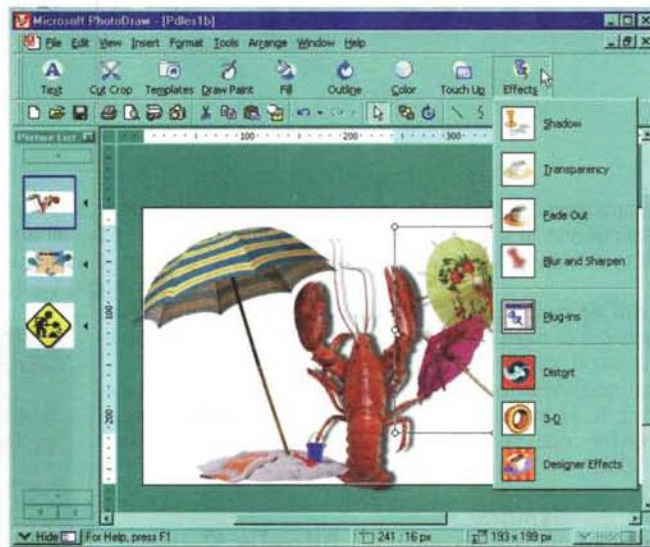 Microsoft PhotoDraw - [Pdles1b]
File Edit View Insert Format Tools Arrange Window Help
Text Cut Crop Templates Draw Paint Fill Outline Color Touch Up Effects
Picture List
100 300
Shadow
Transparency
Fade Out
Blur and Sharpen
Plug-ins
Distort
3-D
Designer Effects
100
200
Hide For Help, press F1 241 : 16 px 193 x 199 px Hide